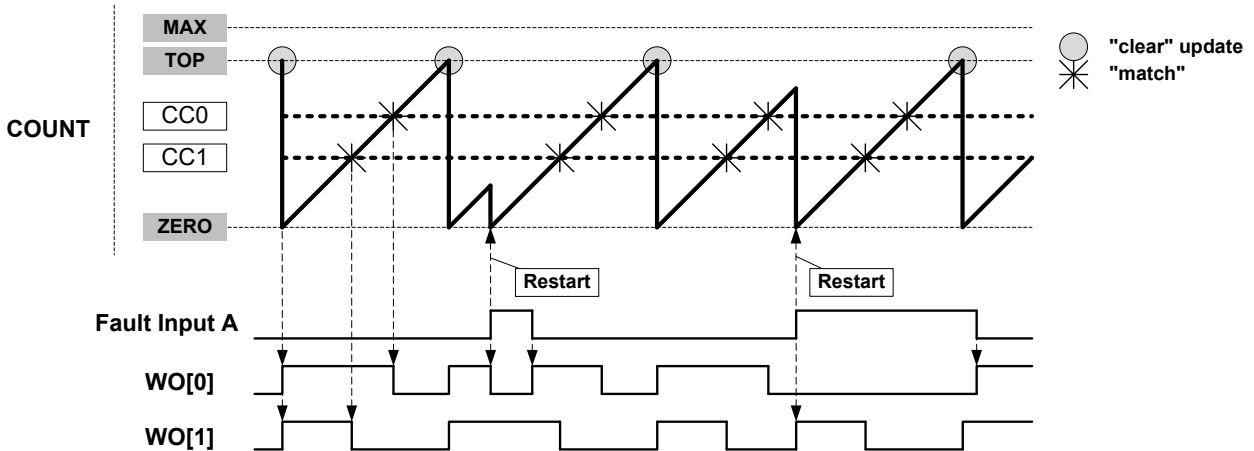 MAX
"clear" update
TOP
"match"
CC0
COUNT
CC1
ZERO
Restart
Restart
Fault Input A
WO[0]
WO[1]